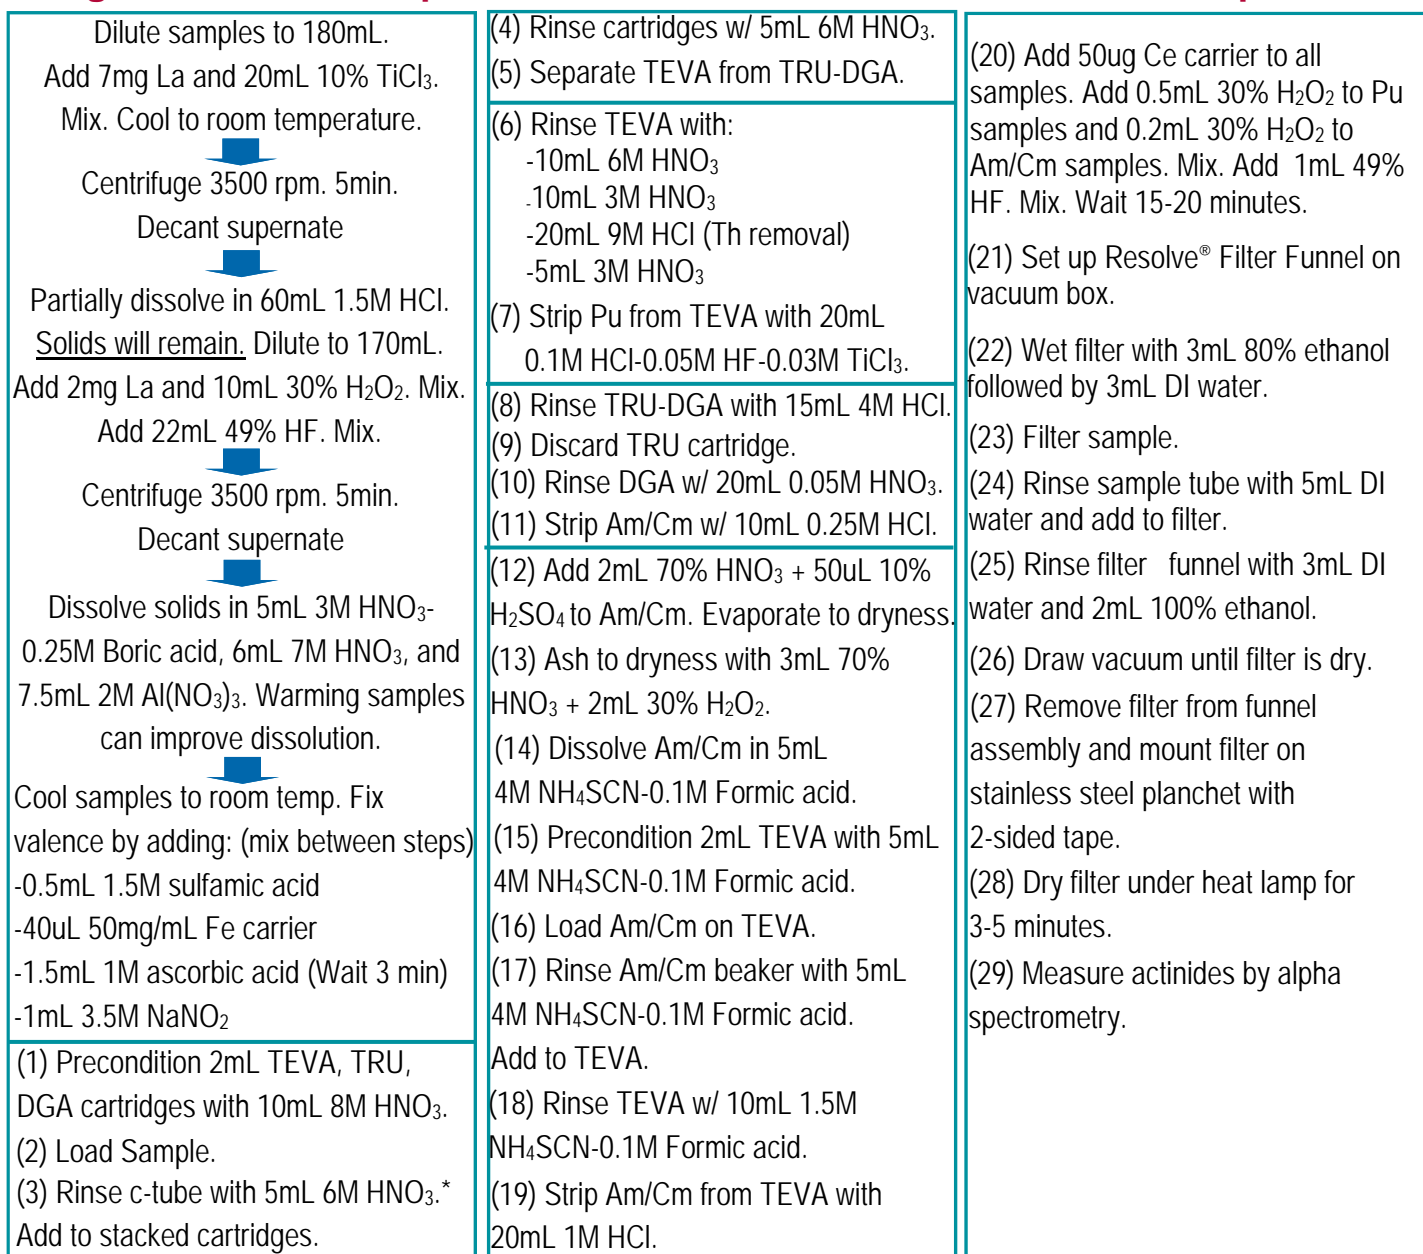 Dilute samples to 180mL.
Add 7mg La and 20mL 10% TiCl₃.
Mix. Cool to room temperature.
Centrifuge 3500 rpm. 5min.
Decant supernate
Partially dissolve in 60mL 1.5M HCl.
Solids will remain. Dilute to 170mL.
Add 2mg La and 10mL 30% H₂O₂. Mix.
Add 22mL 49% HF. Mix.
Centrifuge 3500 rpm. 5min.
Decant supernate
Dissolve solids in 5mL 3M HNO₃-
0.25M Boric acid, 6mL 7M HNO₃, and
7.5mL 2M Al(NO₃)₃. Warming samples
can improve dissolution.
Cool samples to room temp. Fix
valence by adding: (mix between steps)
-0.5mL 1.5M sulfamic acid
-40uL 50mg/mL Fe carrier
-1.5mL 1M ascorbic acid (Wait 3 min)
-1mL 3.5M NaNO₂
(1) Precondition 2mL TEVA, TRU,
DGA cartridges with 10mL 8M HNO₃.
(2) Load Sample.
(3) Rinse c-tube with 5mL 6M HNO₃.*
Add to stacked cartridges.
(4) Rinse cartridges w/ 5mL 6M HNO₃.
(5) Separate TEVA from TRU-DGA.
(6) Rinse TEVA with:
-10mL 6M HNO₃
-10mL 3M HNO₃
-20mL 9M HCl (Th removal)
-5mL 3M HNO₃
(7) Strip Pu from TEVA with 20mL
0.1M HCl-0.05M HF-0.03M TiCl₃.
(8) Rinse TRU-DGA with 15mL 4M HCl.
(9) Discard TRU cartridge.
(10) Rinse DGA w/ 20mL 0.05M HNO₃.
(11) Strip Am/Cm w/ 10mL 0.25M HCl.
(12) Add 2mL 70% HNO₃ + 50uL 10%
H₂SO₄ to Am/Cm. Evaporate to dryness.
(13) Ash to dryness with 3mL 70%
HNO₃ + 2mL 30% H₂O₂.
(14) Dissolve Am/Cm in 5mL
4M NH₄SCN-0.1M Formic acid.
(15) Precondition 2mL TEVA with 5mL
4M NH₄SCN-0.1M Formic acid.
(16) Load Am/Cm on TEVA.
(17) Rinse Am/Cm beaker with 5mL
4M NH₄SCN-0.1M Formic acid.
Add to TEVA.
(18) Rinse TEVA w/ 10mL 1.5M
NH₄SCN-0.1M Formic acid.
(19) Strip Am/Cm from TEVA with
20mL 1M HCl.
(20) Add 50ug Ce carrier to all
samples. Add 0.5mL 30% H₂O₂ to Pu
samples and 0.2mL 30% H₂O₂ to
Am/Cm samples. Mix. Add 1mL 49%
HF. Mix. Wait 15-20 minutes.
(21) Set up Resolve® Filter Funnel on
vacuum box.
(22) Wet filter with 3mL 80% ethanol
followed by 3mL DI water.
(23) Filter sample.
(24) Rinse sample tube with 5mL DI
water and add to filter.
(25) Rinse filter funnel with 3mL DI
water and 2mL 100% ethanol.
(26) Draw vacuum until filter is dry.
(27) Remove filter from funnel
assembly and mount filter on
stainless steel planchet with
2-sided tape.
(28) Dry filter under heat lamp for
3-5 minutes.
(29) Measure actinides by alpha
spectrometry.